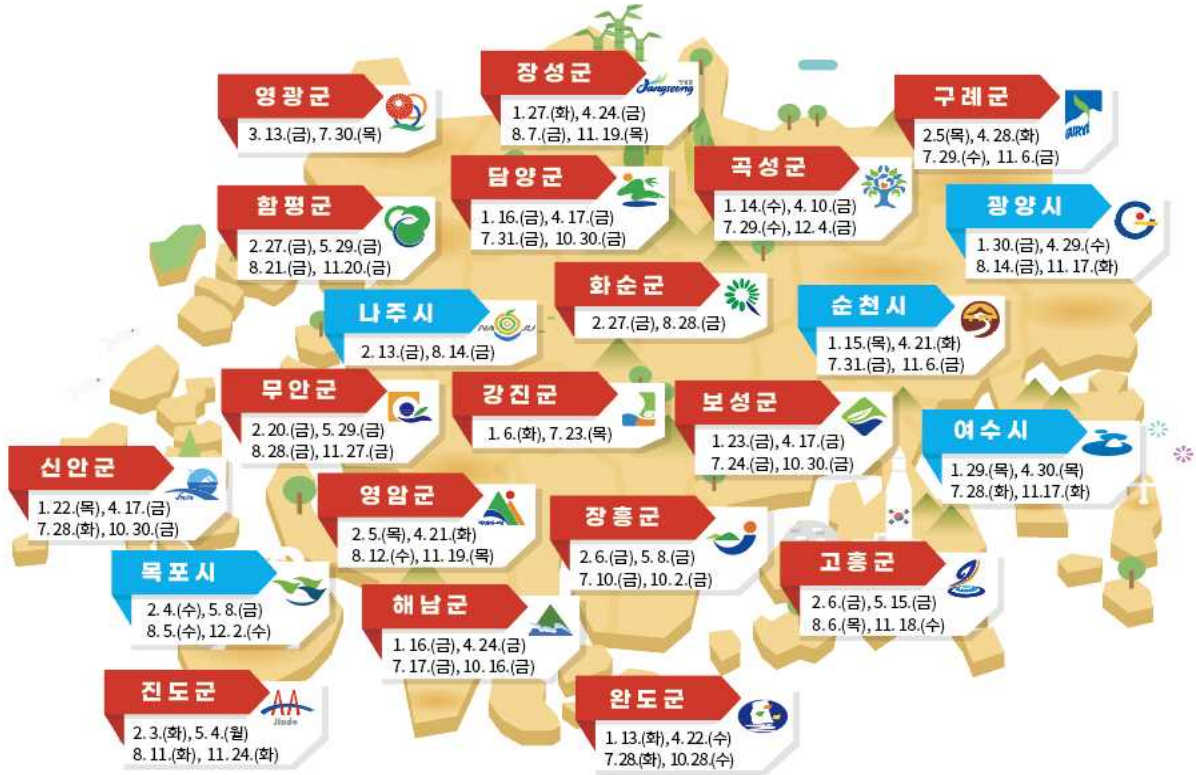 장성군
Jangseong
1.27.(화), 4.24.(금)
8.7(금), 11.19.(목)
영광군
3.13.(금), 7.30.(목)
구례군
GURYE
2.5(목), 4.28.(화)
7.29.(수), 11.6.(금)
담양군
1.16.(금), 4.17.(금)
7.31.(금), 10.30.(금)
곡성군
1.14.(수), 4.10.(금)
7.29.(수), 12.4.(금)
함평군
2.27.(금), 5.29.(금)
8.21.(금), 11.20.(금)
광양시
1.30.(금), 4.29.(수)
8.14.(금), 11.17.(화)
화순군
2.27.(금), 8.28.(금)
나주시
NAJU
2.13.(금), 8.14.(금)
순천시
1.15.(목), 4.21.(화)
7.31.(금), 11.6.(금)
무안군
2.20.(금), 5.29.(금)
8.28.(금), 11.27.(금)
강진군
1.6.(화), 7.23.(목)
보성군
1.23.(금), 4.17.(금)
7.24.(금), 10.30.(금)
여수시
1.29.(목), 4.30.(목)
7.28.(화), 11.17.(화)
신안군
1.22.(목), 4.17.(금)
7.28.(화), 10.30.(금)
영암군
2.5.(목), 4.21.(화)
8.12.(수), 11.19.(목)
장흥군
2.6.(금), 5.8.(금)
7.10.(금), 10.2.(금)
목포시
2.4.(수), 5.8.(금)
8.5.(수), 12.2.(수)
고흥군
2.6.(금), 5.15.(금)
8.6.(목), 11.18.(수)
해남군
1.16.(금), 4.24.(금)
7.17.(금), 10.16.(금)
진도군
Jindo
2.3.(화), 5.4.(월)
8.11.(화), 11.24.(화)
완도군
1.13.(화), 4.22.(수)
7.28.(화), 10.28.(수)